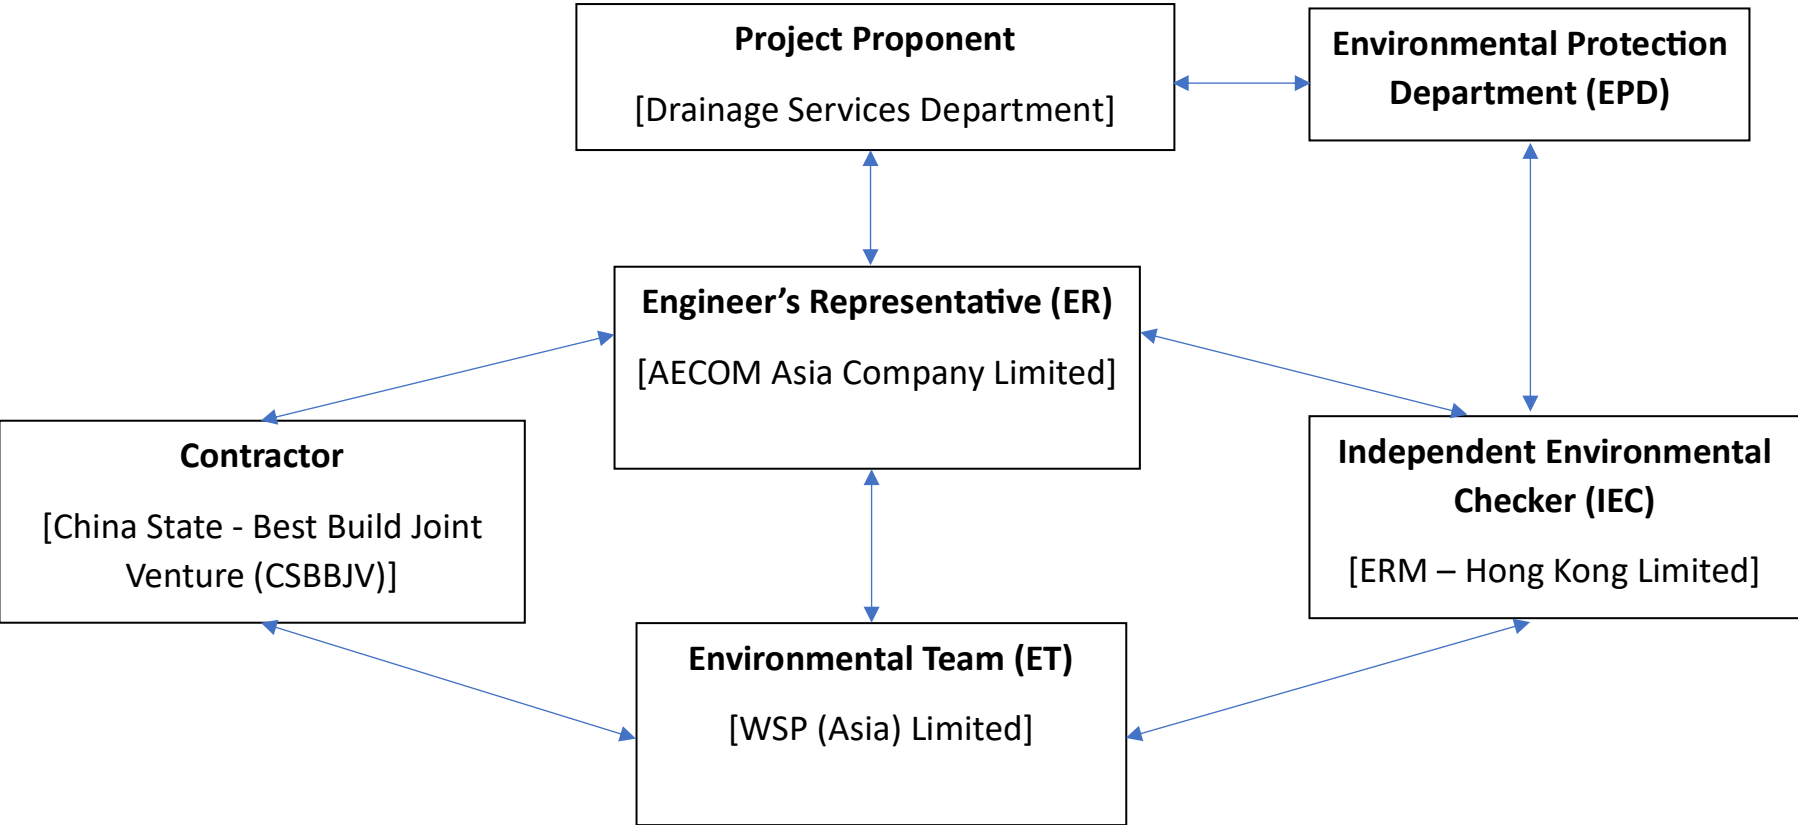 Project Proponent
[Drainage Services Department]
Environmental Protection
Department (EPD)
Engineer’s Representative (ER)
[AECOM Asia Company Limited]
Contractor
[China State - Best Build Joint
Venture (CSBBJV)]
Independent Environmental
Checker (IEC)
[ERM – Hong Kong Limited]
Environmental Team (ET)
[WSP (Asia) Limited]